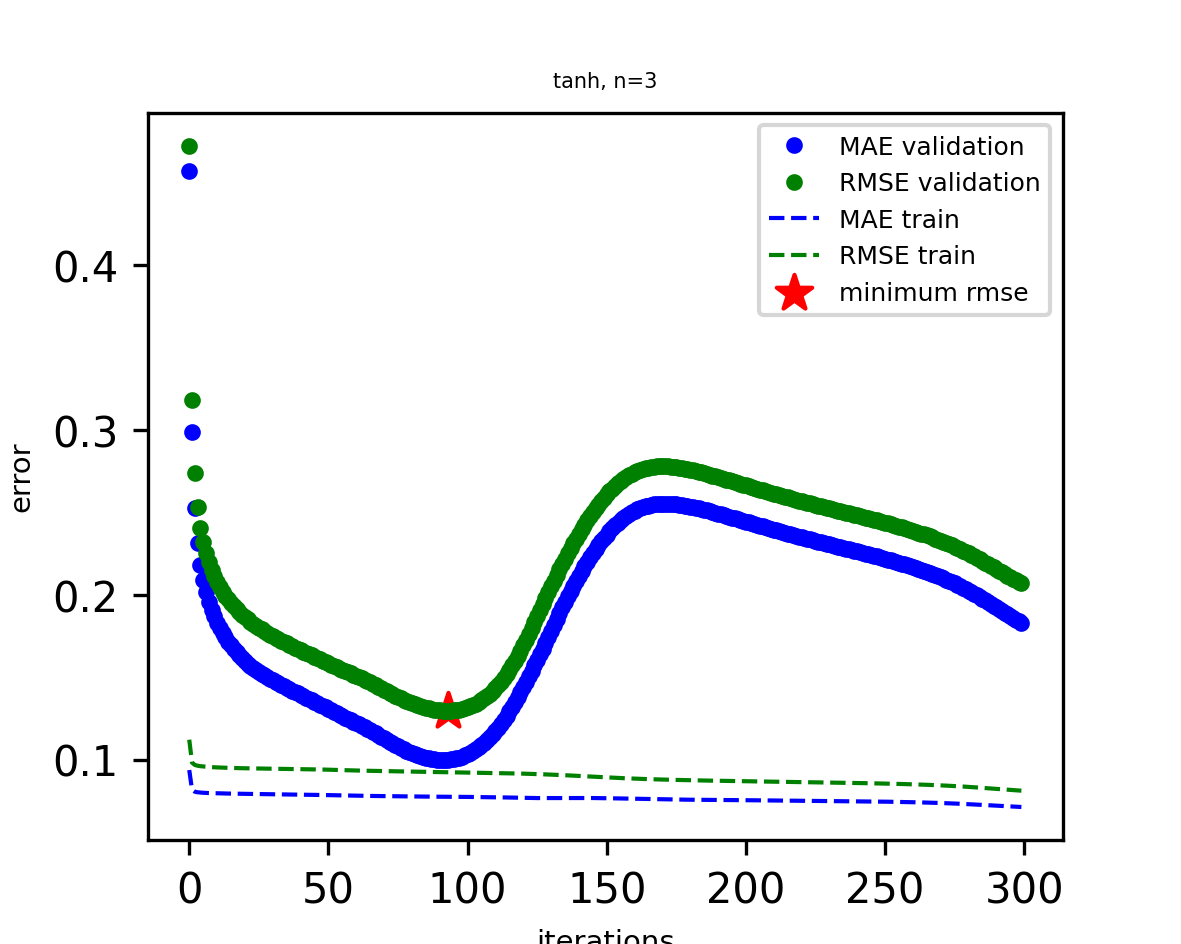 tanh, n=3
MAE validation
RMSE validation
MAE train
RMSE train
minimum rmse
error
0.4
0.3
0.2
0.1
0 50 100 150 200 250 300
iterations